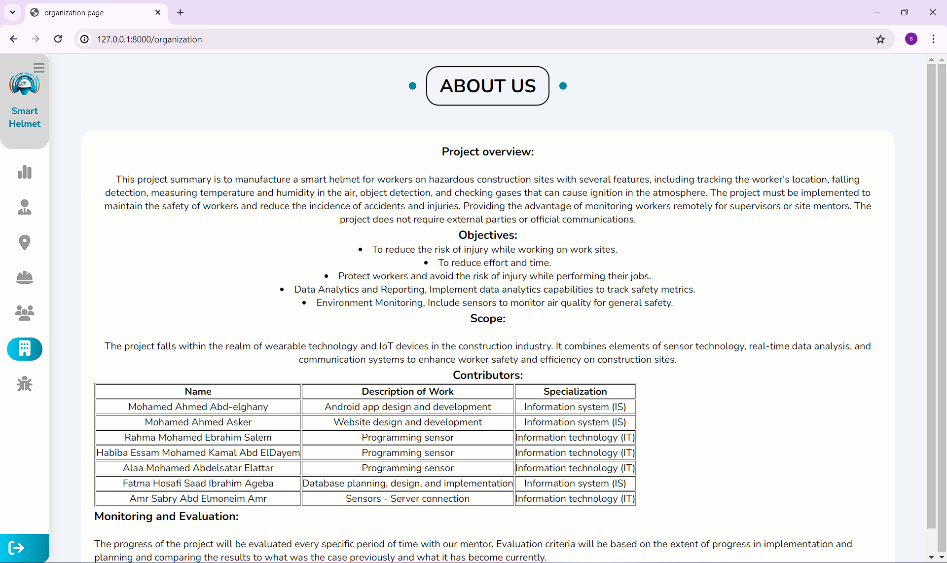 organization page
127.0.0.1:8000/organization
s
Smart
Helmet
ABOUT US
Project overview:
This project summary is to manufacture a smart helmet for workers on hazardous construction sites with several features, including tracking the worker's location, falling
detection, measuring temperature and humidity in the air, object detection, and checking gases that can cause ignition in the atmosphere. The project must be implemented to
maintain the safety of workers and reduce the incidence of accidents and injuries. Providing the advantage of monitoring workers remotely for supervisors or site mentors. The
project does not require external parties or official communications.
Objectives:
• To reduce the risk of injury while working on work sites.
• To reduce effort and time.
• Protect workers and avoid the risk of injury while performing their jobs.
• Data Analytics and Reporting, Implement data analytics capabilities to track safety metrics.
• Environment Monitoring, Include sensors to monitor air quality for general safety.
Scope:
The project falls within the realm of wearable technology and IoT devices in the construction industry. It combines elements of sensor technology, real-time data analysis, and
communication systems to enhance worker safety and efficiency on construction sites.
Contributors:
Name Description of Work Specialization
Mohamed Ahmed Abd-elghany Android app design and development Information system (IS)
Mohamed Ahmed Asker Website design and development Information system (IS)
Rahma Mohamed Ebrahim Salem Programming sensor Information technology (IT)
Habiba Essam Mohamed Kamal Abd ElDayem Programming sensor Information technology (IT)
Alaa Mohamed Abdelsatar Elattar Programming sensor Information technology (IT)
Fatma Hosafi Saad Ibrahim Ageba Database planning, design, and implementation Information system (IS)
Amr Sabry Abd Elmoneim Amr Sensors - Server connection Information technology (IT)
Monitoring and Evaluation:
The progress of the project will be evaluated every specific period of time with our mentor. Evaluation criteria will be based on the extent of progress in implementation and
planning and comparing the results to what was the case previously and what it has become currently.